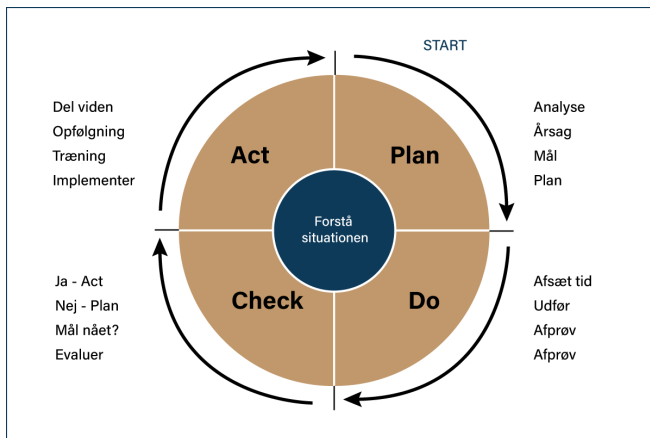 START
Del viden
Opfølgning
Træning
Implementer
Act
Plan
Analyse
Årsag
Mål
Plan
Forstå
situationen
Ja - Act
Nej - Plan
Mål nået?
Evaluer
Check
Do
Afsæt tid
Udfør
Afprøv
Afprøv